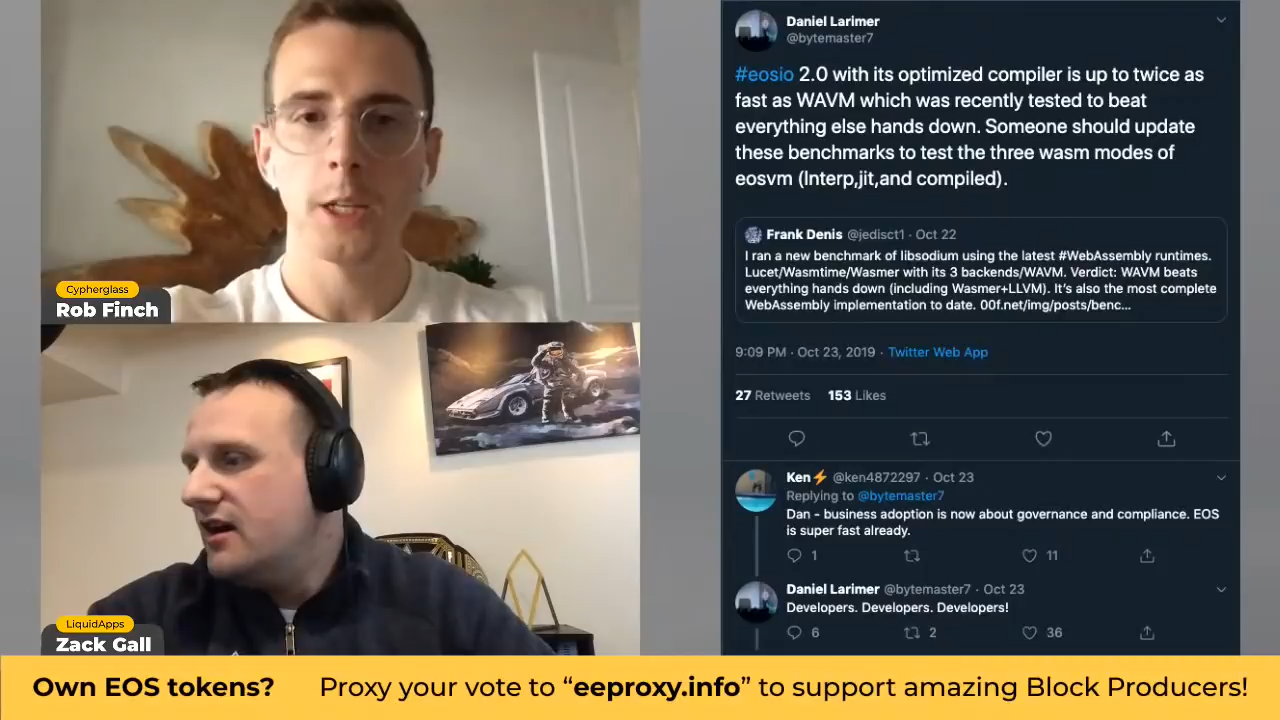 Cypherglass
Rob Finch
LiquidApps
Zack Gall
Daniel Larimer
@bytemaster7
#eosio 2.0 with its optimized compiler is up to twice as
fast as WAVM which was recently tested to beat
everything else hands down. Someone should update
these benchmarks to test the three wasm modes of
eosvm (Interp,jit,and compiled).
Frank Denis @jedisct1 · Oct 22
I ran a new benchmark of libsodium using the latest #WebAssembly runtimes.
Lucet/Wasmtime/Wasmer with its 3 backends/WAVM. Verdict: WAVM beats
everything hands down (including Wasmer+LLVM). It's also the most complete
WebAssembly implementation to date. 00f.net/img/posts/benc...
9:09 PM · Oct 23, 2019 · Twitter Web App
27 Retweets 153 Likes
Ken⚡ @ken4872297 · Oct 23
Replying to @bytemaster7
Dan - business adoption is now about governance and compliance. EOS
is super fast already.
1 11
Daniel Larimer @bytemaster7 · Oct 23
Developers. Developers. Developers!
6 2 36
Own EOS tokens? Proxy your vote to “eeproxy.info” to support amazing Block Producers!